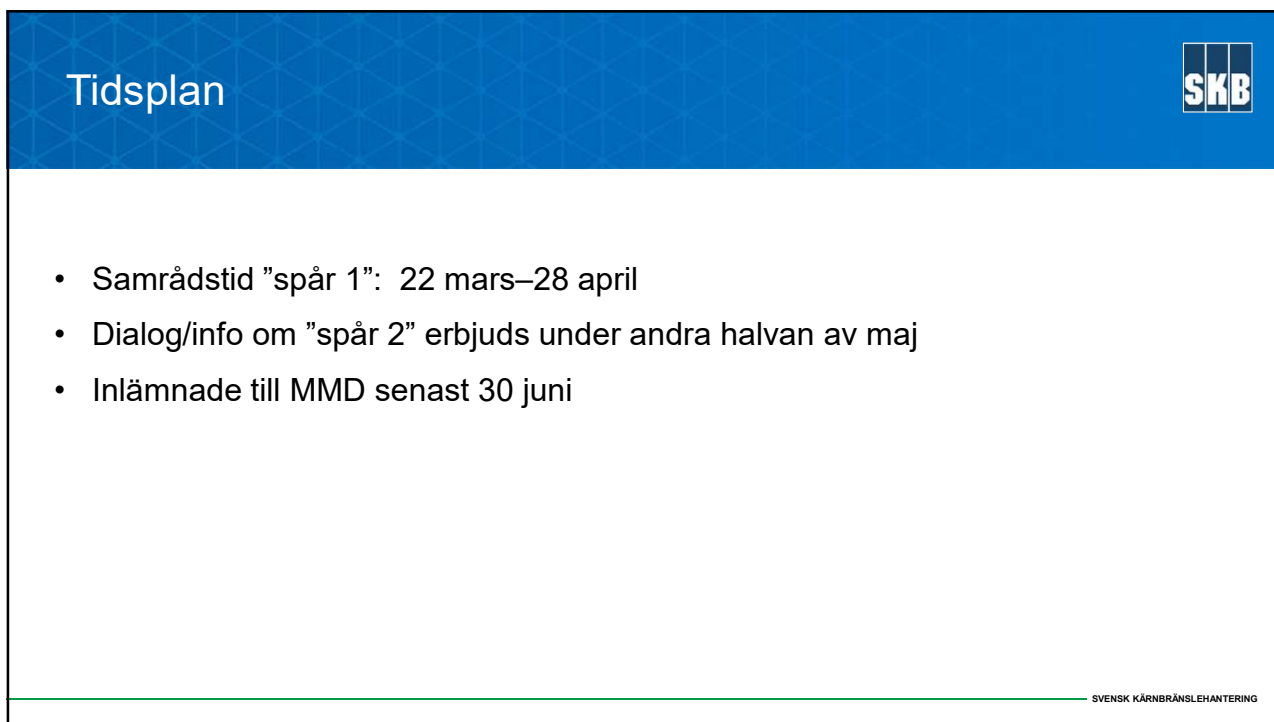 Tidsplan
SKB
• Samrådstid ”spår 1”: 22 mars–28 april
• Dialog/info om ”spår 2” erbjuds under andra halvan av maj
• Inlämnade till MMD senast 30 juni
SVENSK KÄRNBRÄNSLEHANTERING